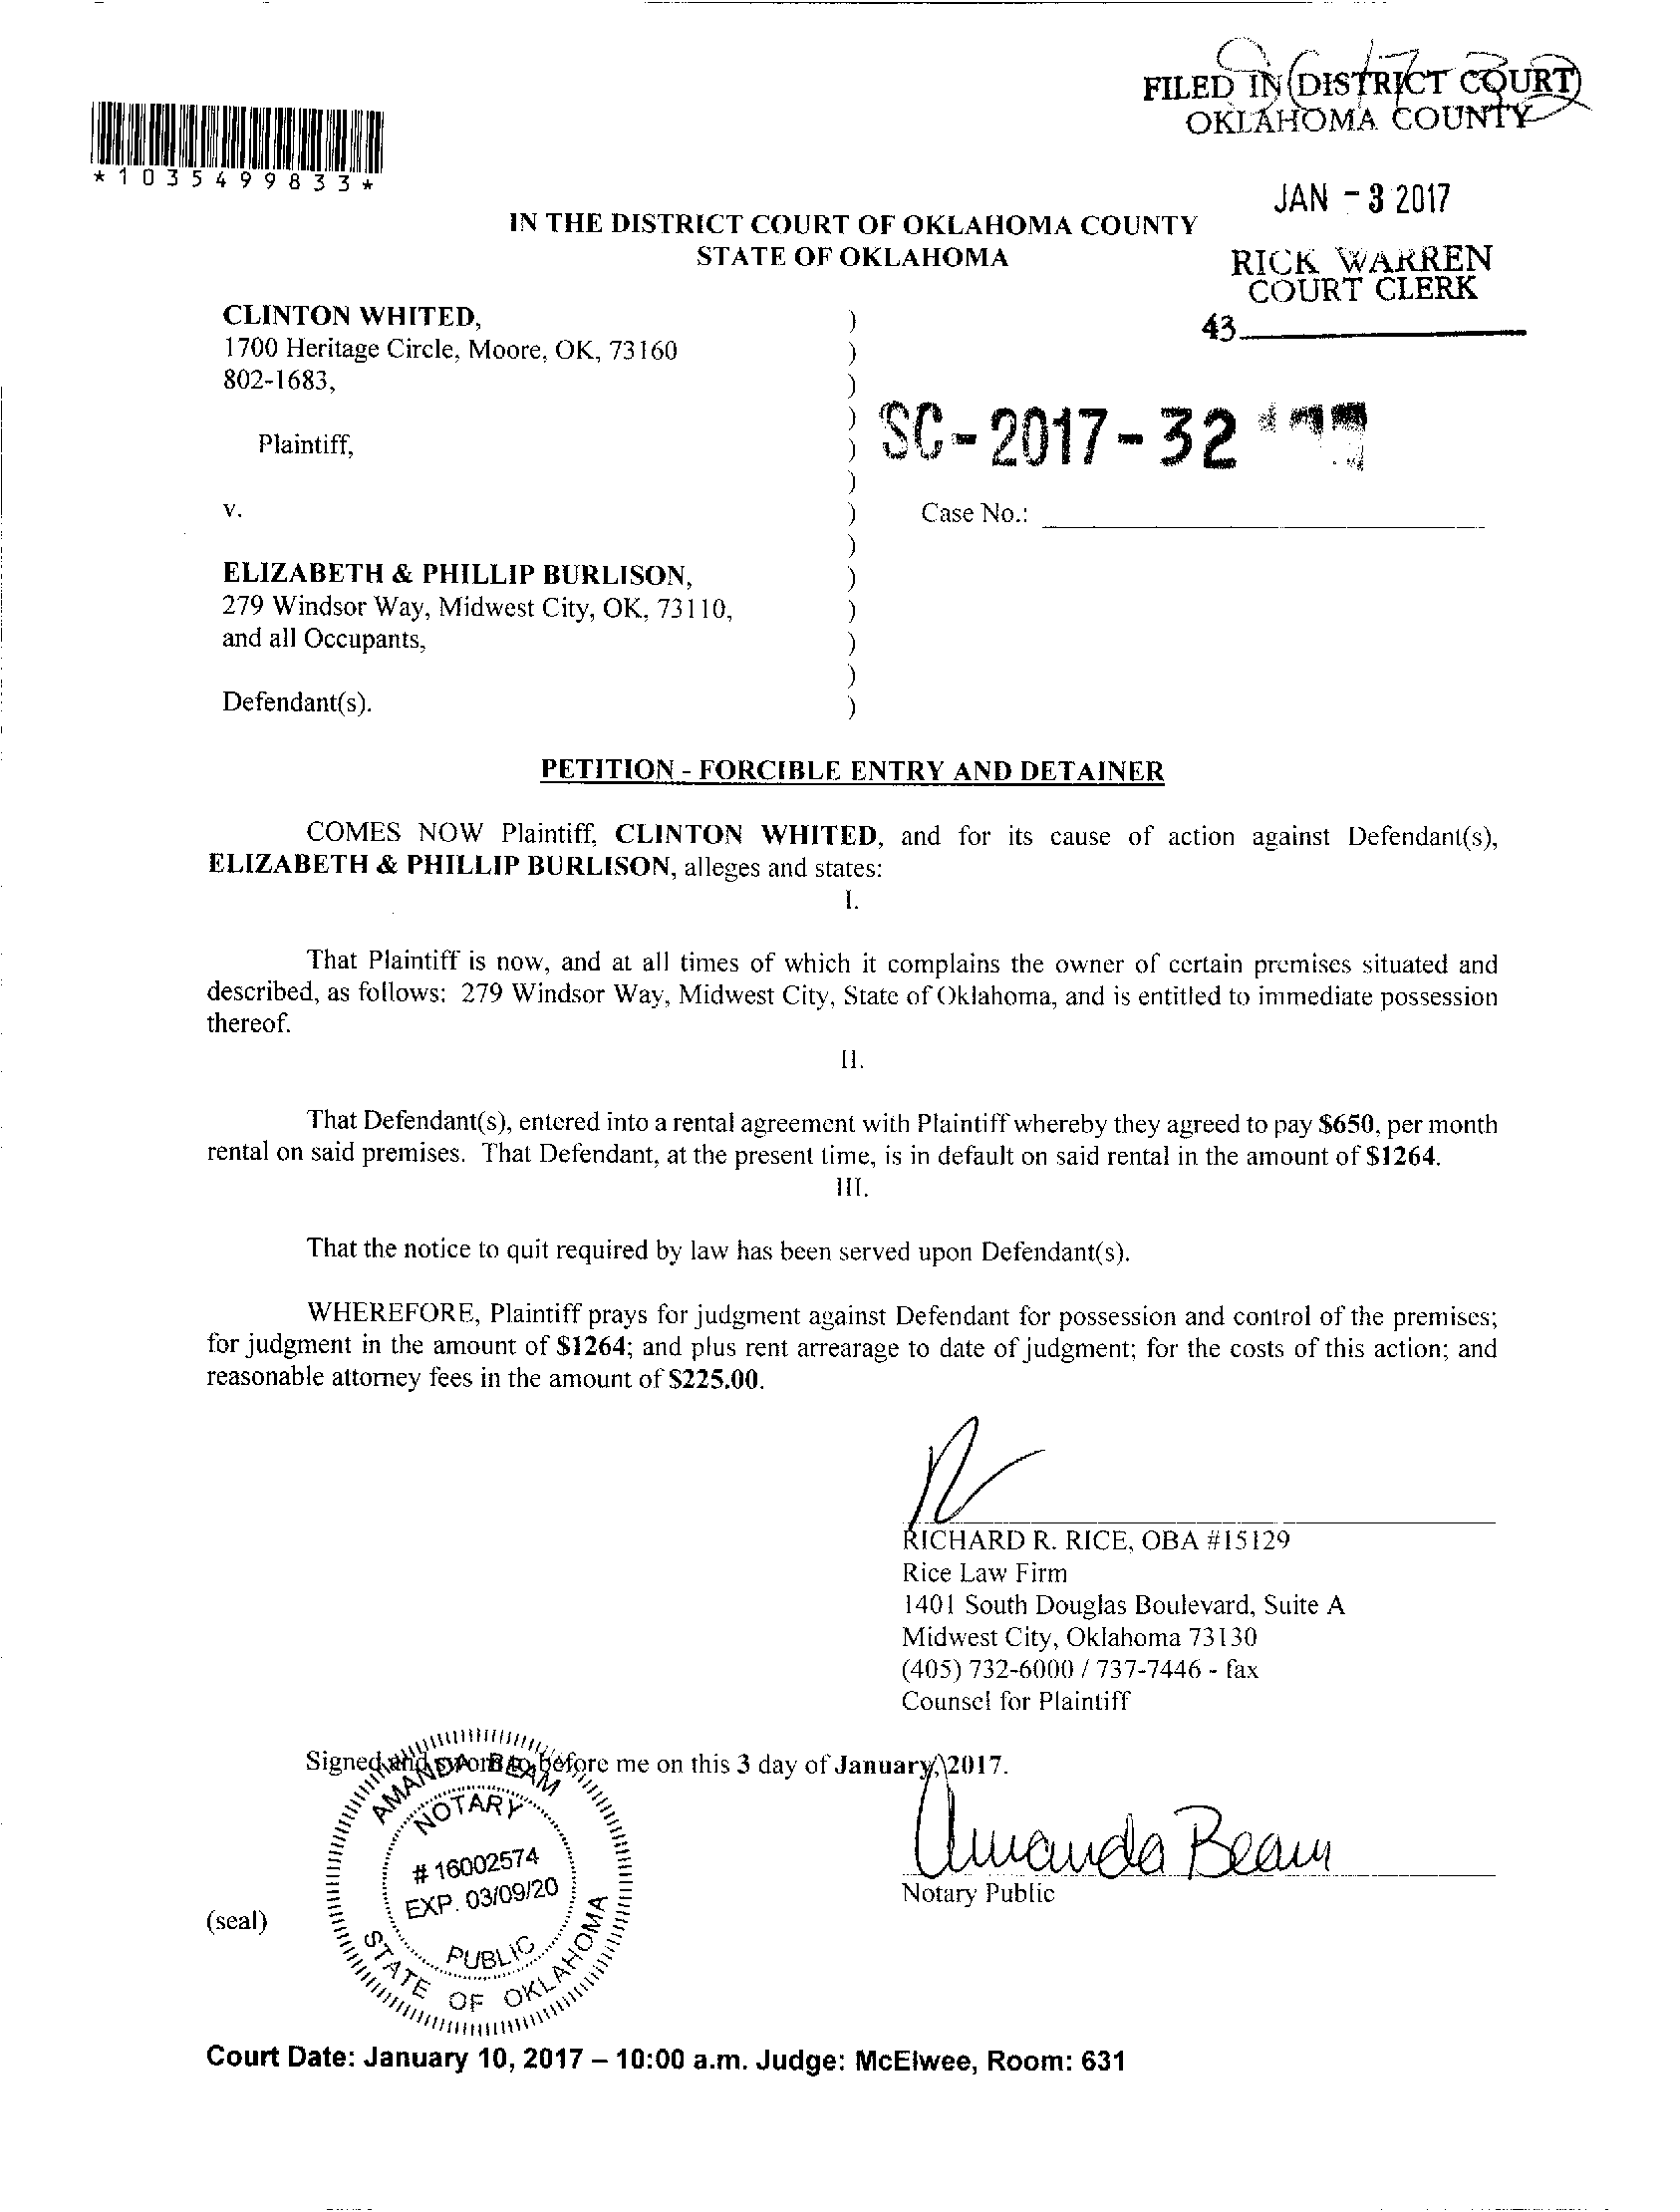 FILED IN DISTRICT COURT
OKLAHOMA COUNTY
*1035499833*
JAN - 3 2017
IN THE DISTRICT COURT OF OKLAHOMA COUNTY
STATE OF OKLAHOMA
RICK WARREN
COURT CLERK
43
CLINTON WHITED, )
1700 Heritage Circle, Moore, OK, 73160 )
802-1683, )
)
Plaintiff, )
SC-2017-32
)
v. ) Case No.:
)
ELIZABETH & PHILLIP BURLISON, )
279 Windsor Way, Midwest City, OK, 73110, )
and all Occupants, )
)
Defendant(s). )
PETITION - FORCIBLE ENTRY AND DETAINER
COMES NOW Plaintiff, CLINTON WHITED, and for its cause of action against Defendant(s),
ELIZABETH & PHILLIP BURLISON, alleges and states:
I.
That Plaintiff is now, and at all times of which it complains the owner of certain premises situated and
described, as follows: 279 Windsor Way, Midwest City, State of Oklahoma, and is entitled to immediate possession
thereof.
II.
That Defendant(s), entered into a rental agreement with Plaintiff whereby they agreed to pay $650, per month
rental on said premises. That Defendant, at the present time, is in default on said rental in the amount of $1264.
III.
That the notice to quit required by law has been served upon Defendant(s).
WHEREFORE, Plaintiff prays for judgment against Defendant for possession and control of the premises;
for judgment in the amount of $1264; and plus rent arrearage to date of judgment; for the costs of this action; and
reasonable attorney fees in the amount of $225.00.
RICHARD R. RICE, OBA #15129
Rice Law Firm
1401 South Douglas Boulevard, Suite A
Midwest City, Oklahoma 73130
(405) 732-6000 / 737-7446 - fax
Counsel for Plaintiff
Signed and sworn to before me on this 3 day of January, 2017.
AMANDA BEAM
NOTARY
# 16002574
EXP. 03/09/20
PUBLIC
STATE OF OKLAHOMA
Amanda Beam
Notary Public
(seal)
Court Date: January 10, 2017 – 10:00 a.m. Judge: McElwee, Room: 631